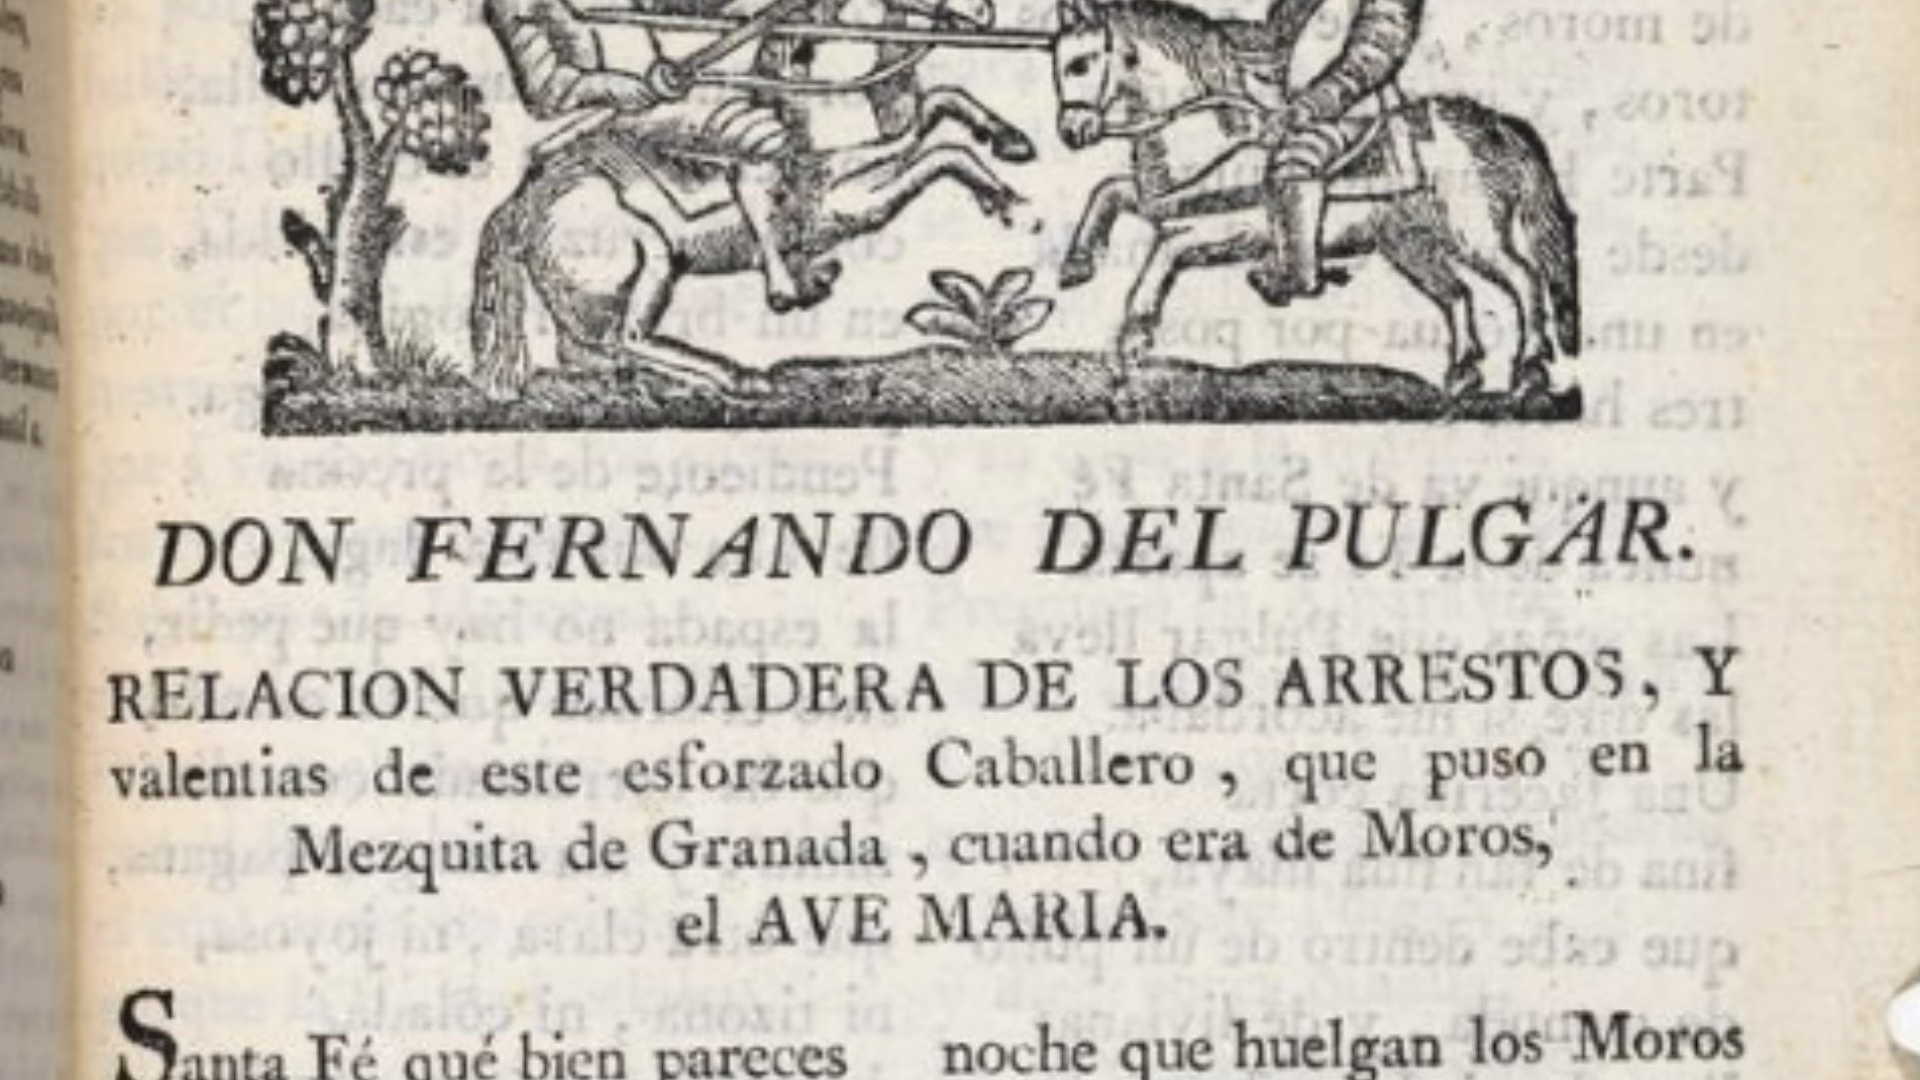 DON FERNANDO DEL PULGAR.
RELACION VERDADERA DE LOS ARRESTOS, Y
valentias de este esforzado Caballero, que puso en la
Mezquita de Granada, cuando era de Moros,
el AVE MARIA.
Santa Fé qué bien pareces
noche que huelgan los Moros